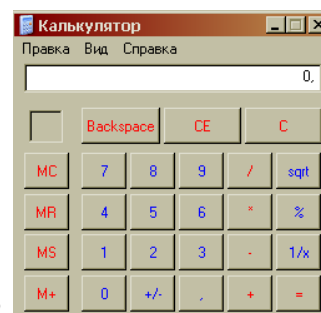 Калькулятор
Правка Вид Справка
0,
Backspace CE C
MC 7 8 9 / sqrt
MR 4 5 6 * %
MS 1 2 3 - 1/x
M+ 0 +/- , + =